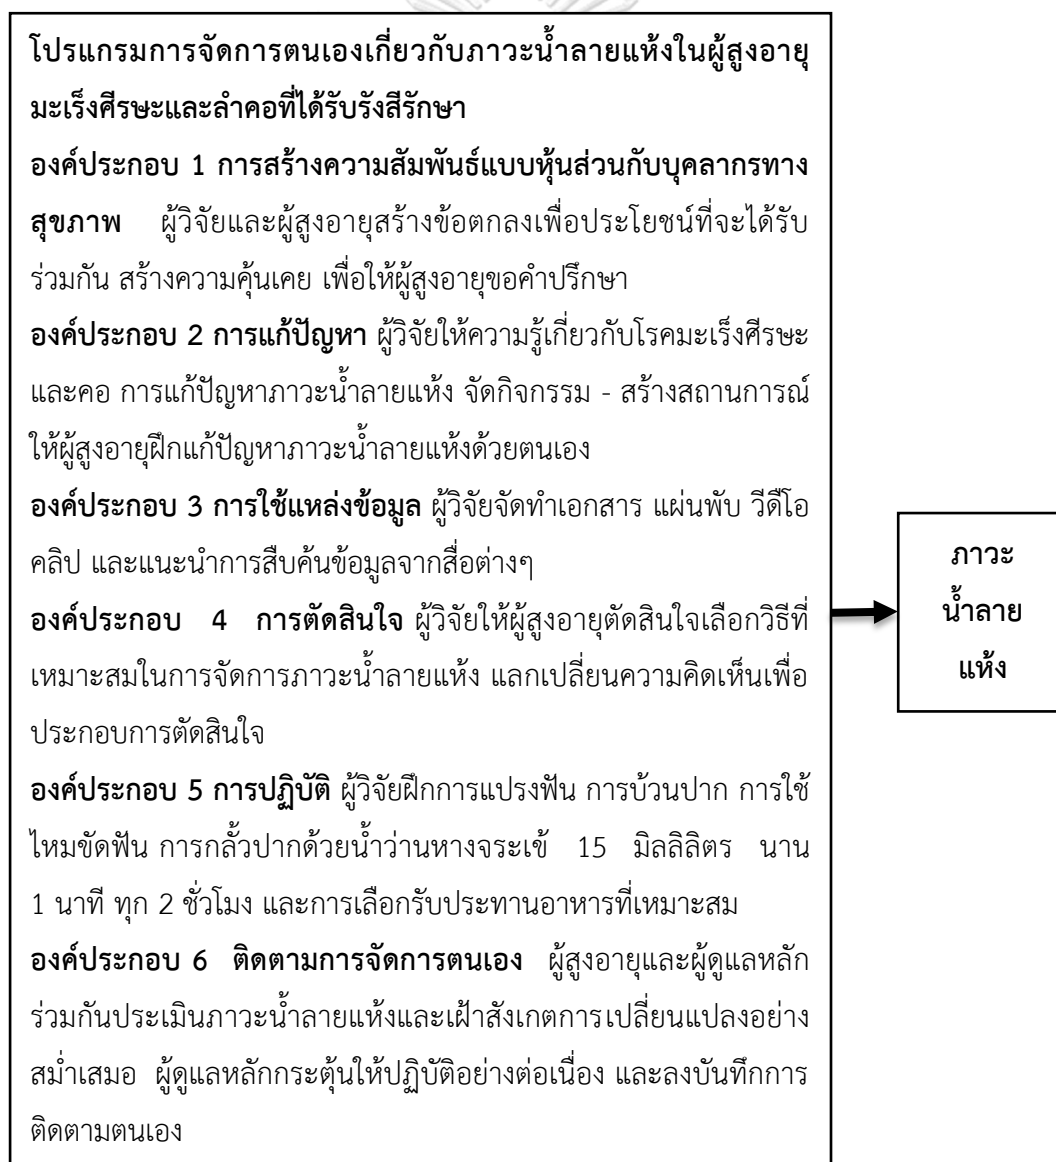 โปรแกรมการจัดการตนเองเกี่ยวกับภาวะน้ำลายแห้งในผู้สูงอายุ
มะเร็งศีรษะและลำคอที่ได้รับรังสีรักษา
องค์ประกอบ 1 การสร้างความสัมพันธ์แบบหุ้นส่วนกับบุคลากรทาง
สุขภาพ ผู้วิจัยและผู้สูงอายุสร้างข้อตกลงเพื่อประโยชน์ที่จะได้รับ
ร่วมกัน สร้างความคุ้นเคย เพื่อให้ผู้สูงอายุขอคำปรึกษา
องค์ประกอบ 2 การแก้ปัญหา ผู้วิจัยให้ความรู้เกี่ยวกับโรคมะเร็งศีรษะ
และคอ การแก้ปัญหาภาวะน้ำลายแห้ง จัดกิจกรรม - สร้างสถานการณ์
ให้ผู้สูงอายุฝึกแก้ปัญหาภาวะน้ำลายแห้งด้วยตนเอง
องค์ประกอบ 3 การใช้แหล่งข้อมูล ผู้วิจัยจัดทำเอกสาร แผ่นพับ วีดีโอ
คลิป และแนะนำการสืบค้นข้อมูลจากสื่อต่างๆ
องค์ประกอบ 4 การตัดสินใจ ผู้วิจัยให้ผู้สูงอายุตัดสินใจเลือกวิธีที่
เหมาะสมในการจัดการภาวะน้ำลายแห้ง แลกเปลี่ยนความคิดเห็นเพื่อ
ประกอบการตัดสินใจ
องค์ประกอบ 5 การปฏิบัติ ผู้วิจัยฝึกการแปรงฟัน การบ้วนปาก การใช้
ไหมขัดฟัน การกลั้วปากด้วยน้ำว่านหางจระเข้ 15 มิลลิลิตร นาน
1 นาที ทุก 2 ชั่วโมง และการเลือกรับประทานอาหารที่เหมาะสม
องค์ประกอบ 6 ติดตามการจัดการตนเอง ผู้สูงอายุและผู้ดูแลหลัก
ร่วมกันประเมินภาวะน้ำลายแห้งและเฝ้าสังเกตการเปลี่ยนแปลงอย่าง
สม่ำเสมอ ผู้ดูแลหลักกระตุ้นให้ปฏิบัติอย่างต่อเนื่อง และลงบันทึกการ
ติดตามตนเอง
ภาวะ
น้ำลาย
แห้ง